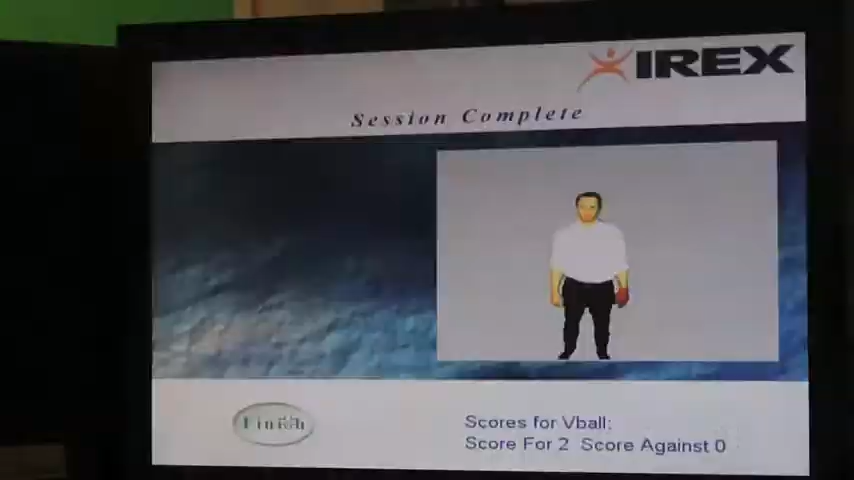 IREX
Session Complete
Finish
Scores for Vball:
Score For 2 Score Against 0